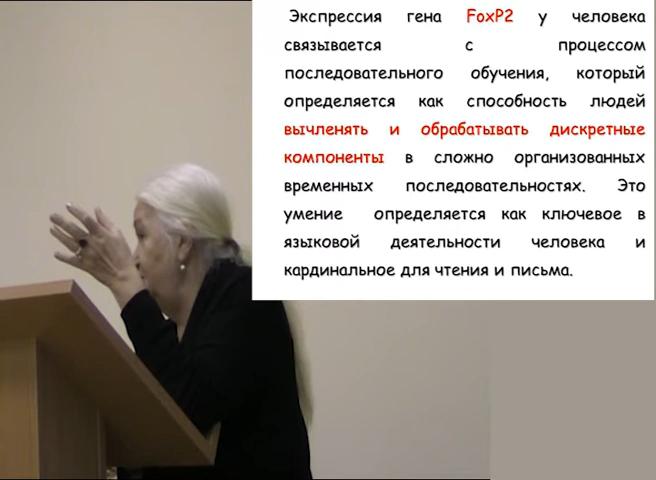 Экспрессия гена FoxP2 у человека
связывается с процессом
последовательного обучения, который
определяется как способность людей
вычленять и обрабатывать дискретные
компоненты в сложно организованных
временных последовательностях. Это
умение определяется как ключевое в
языковой деятельности человека и
кардинальное для чтения и письма.